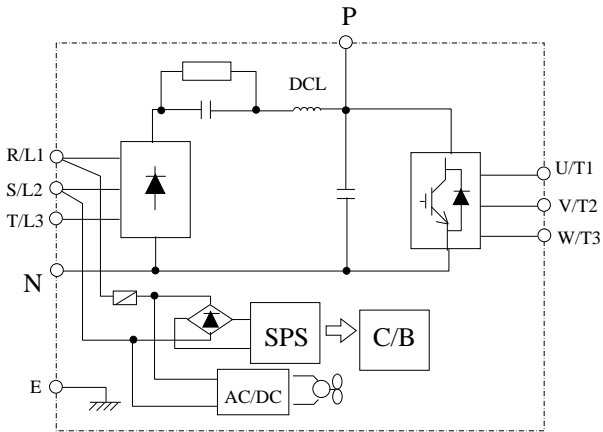 P
DCL
R/L1
S/L2
T/L3
U/T1
V/T2
W/T3
N
SPS
C/B
E
AC/DC